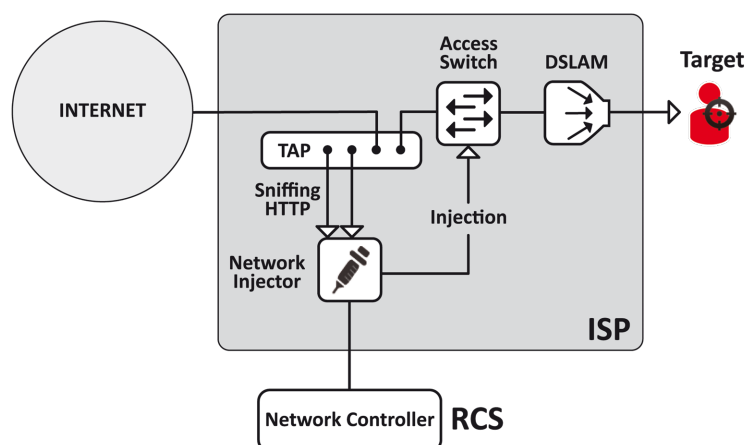 Access
Switch
DSLAM
Target
INTERNET
TAP
Sniffing
HTTP
Injection
Network
Injector
ISP
Network Controller
RCS